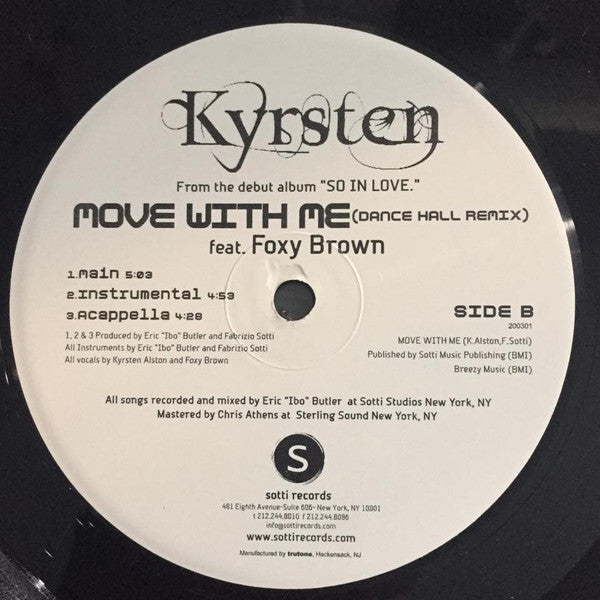 Kyrsten
From the debut album "SO IN LOVE."
MOVE WITH ME (DANCE HALL REMIX)
feat. Foxy Brown
1.Main 5:03
2.Instrumental 4:53
3.Acappella 4:28
SIDE B
200301
1, 2 & 3 Produced by Eric "Ibo" Butler and Fabrizio Sotti
All Instruments by Eric "Ibo" Butler and Fabrizio Sotti
All vocals by Kyrsten Alston and Foxy Brown
MOVE WITH ME (K.Alston,F.Sotti)
Published by Sotti Music Publishing (BMI)
Breezy Music (BMI)
All songs recorded and mixed by Eric "Ibo" Butler at Sotti Studios New York, NY
Mastered by Chris Athens at Sterling Sound New York, NY
S
sotti records
481 Eighth Avenue-Suite 606- New York, NY 10001
t 212.244.8010 f 212.244.8086
info@sottirecords.com
www.sottirecords.com
Manufactured by trutone, Hackensack, NJ